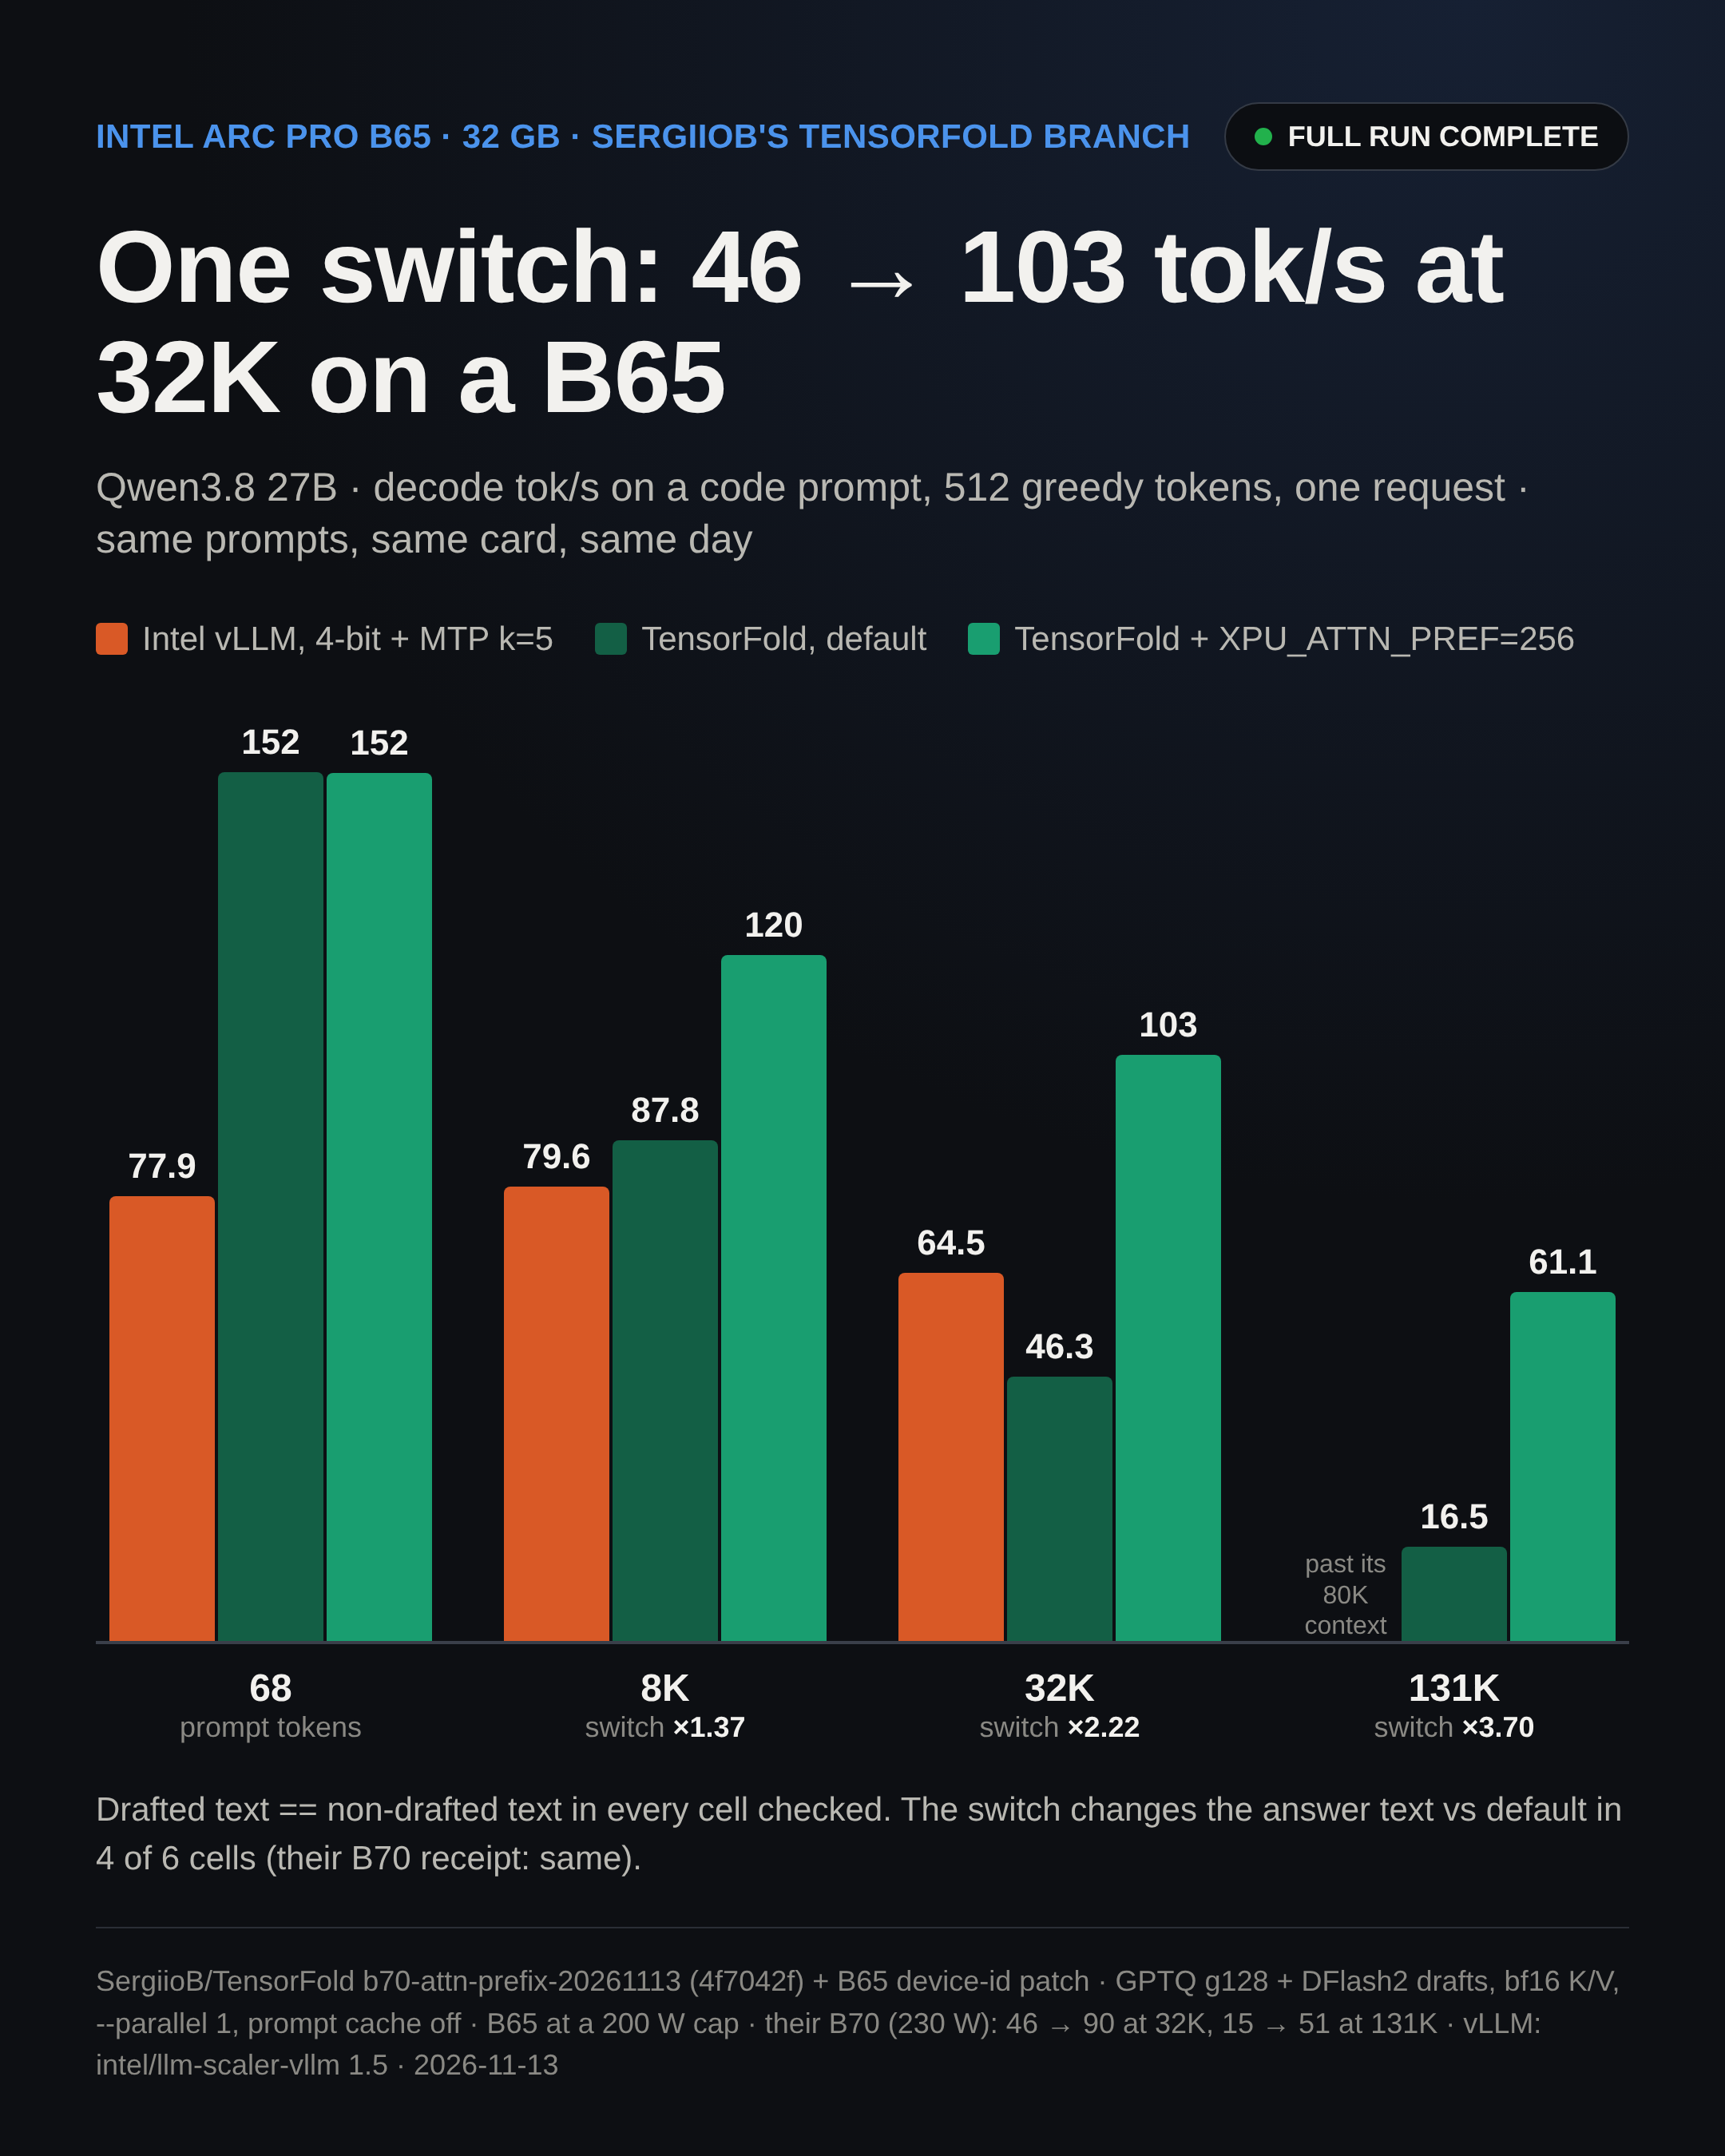 INTEL ARC PRO B65 · 32 GB · SERGIIOB'S TENSORFOLD BRANCH
FULL RUN COMPLETE
One switch: 46 → 103 tok/s at
32K on a B65
Qwen3.8 27B · decode tok/s on a code prompt, 512 greedy tokens, one request ·
same prompts, same card, same day
Intel vLLM, 4-bit + MTP k=5
TensorFold, default
TensorFold + XPU_ATTN_PREF=256
77.9
152
152
79.6
87.8
120
64.5
46.3
103
past its
80K
context
16.5
61.1
68
prompt tokens
8K
switch ×1.37
32K
switch ×2.22
131K
switch ×3.70
Drafted text == non-drafted text in every cell checked. The switch changes the answer text vs default in
4 of 6 cells (their B70 receipt: same).
SergiioB/TensorFold b70-attn-prefix-20261113 (4f7042f) + B65 device-id patch · GPTQ g128 + DFlash2 drafts, bf16 K/V,
--parallel 1, prompt cache off · B65 at a 200 W cap · their B70 (230 W): 46 → 90 at 32K, 15 → 51 at 131K · vLLM:
intel/llm-scaler-vllm 1.5 · 2026-11-13